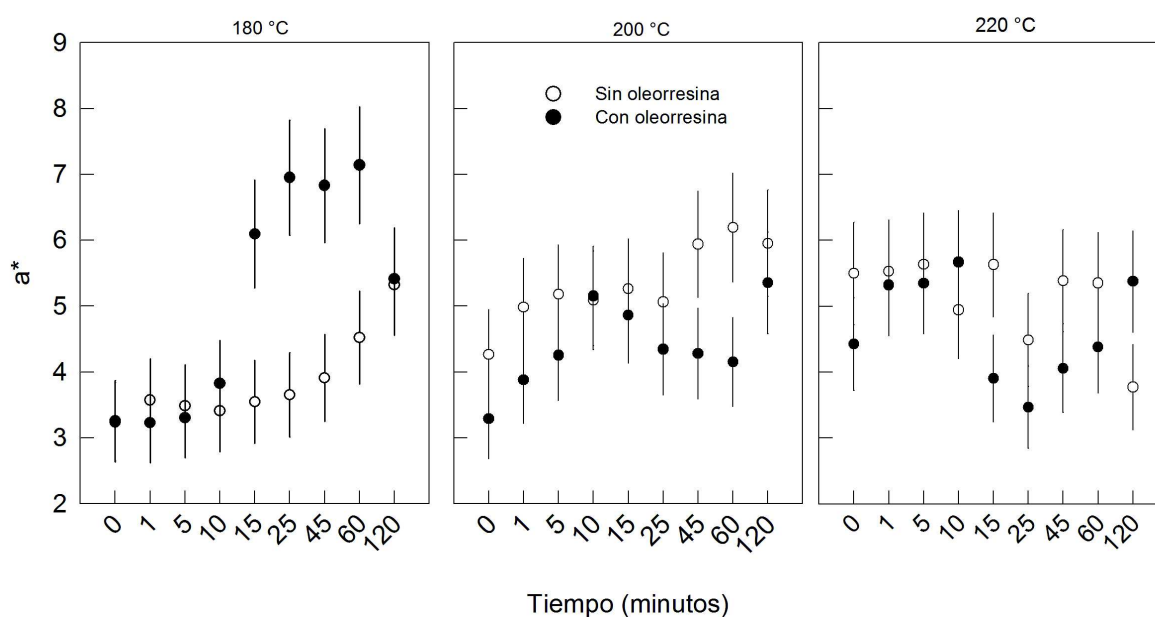 180 °C
200 °C
220 °C
9
8
7
6
5
4
3
2
a*
Sin oleorresina
Con oleorresina
0 1 5 10 15 25 45 60 120
0 1 5 10 15 25 45 60 120
0 1 5 10 15 25 45 60 120
Tiempo (minutos)